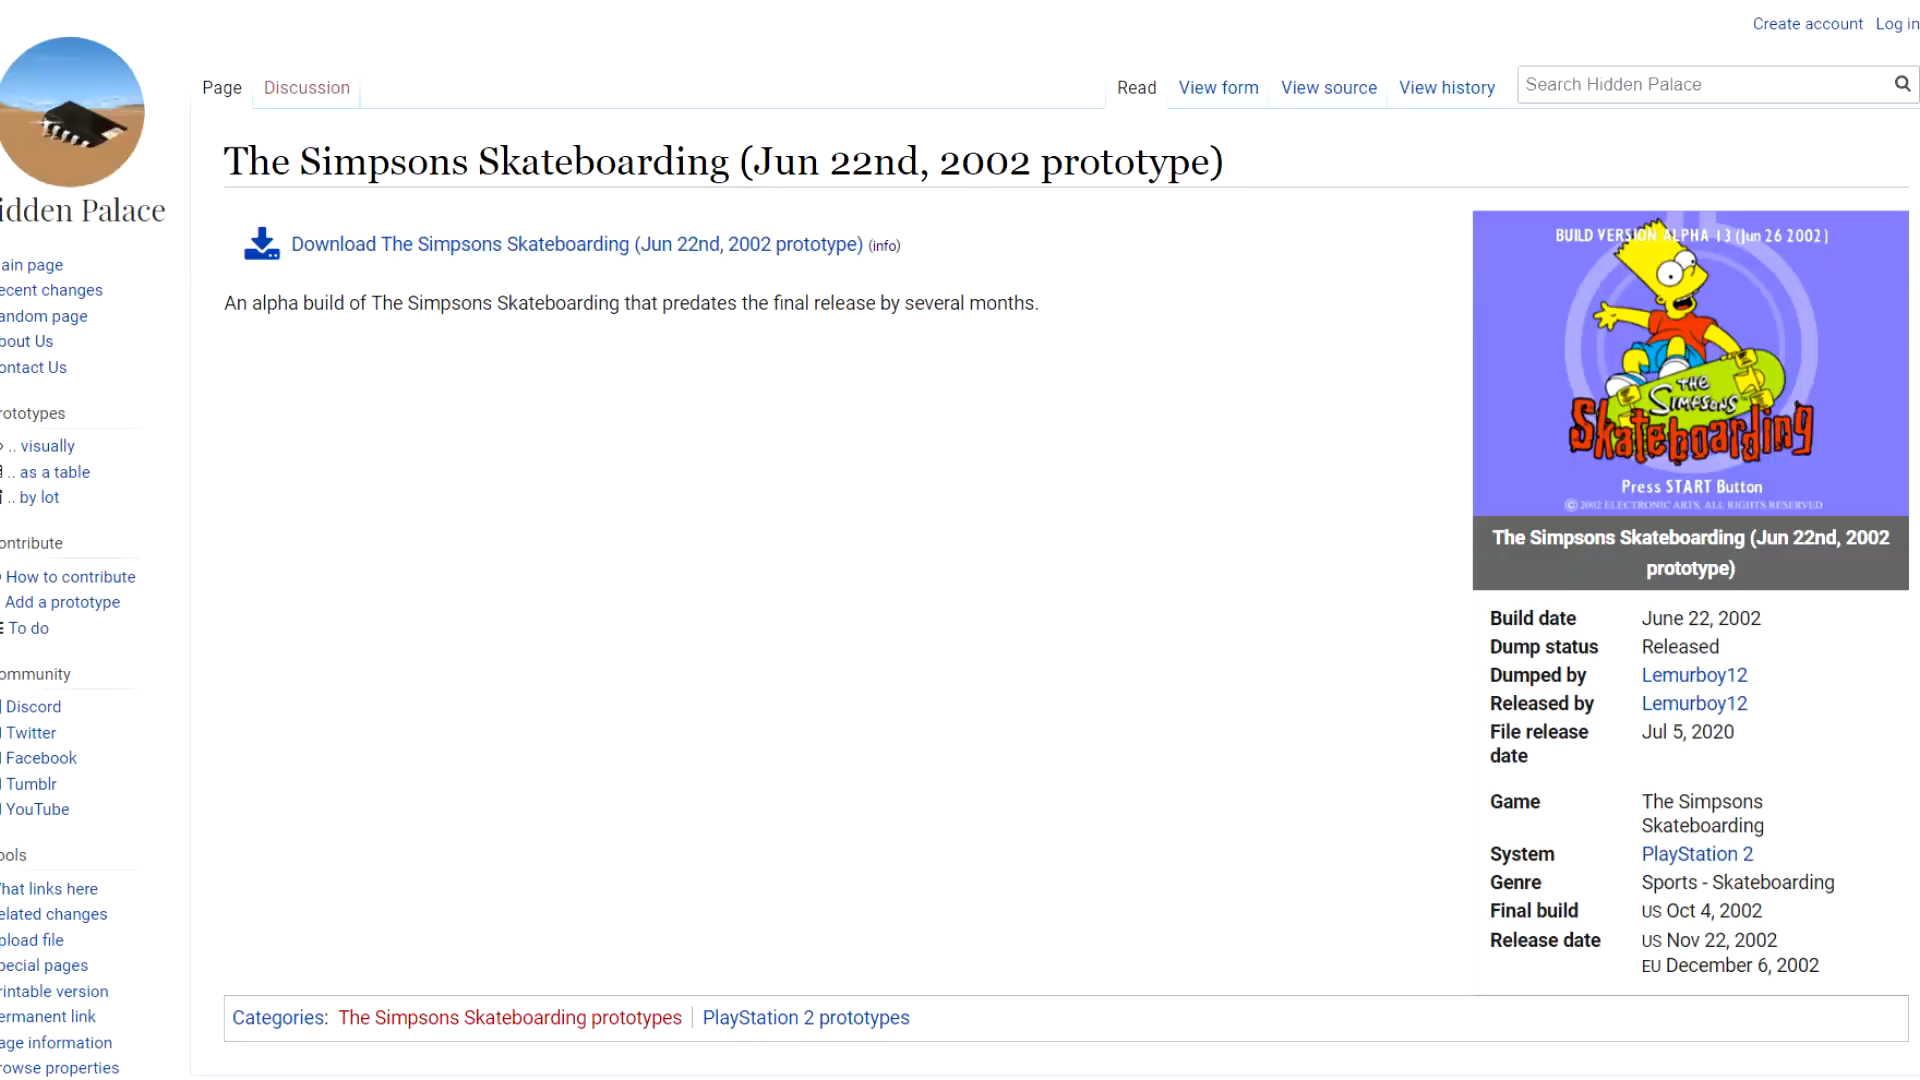 Create account Log in
Page Discussion Read View form View source View history Search Hidden Palace
idden Palace
ain page
ecent changes
andom page
bout Us
ontact Us
rototypes
.. visually
.. as a table
.. by lot
ontribute
How to contribute
Add a prototype
To do
ommunity
Discord
Twitter
Facebook
Tumblr
YouTube
ools
hat links here
elated changes
pload file
pecial pages
rintable version
ermanent link
age information
rowse properties
The Simpsons Skateboarding (Jun 22nd, 2002 prototype)
Download The Simpsons Skateboarding (Jun 22nd, 2002 prototype) (info)
An alpha build of The Simpsons Skateboarding that predates the final release by several months.
BUILD VERSION ALPHA 13 (Jun 26 2002)
THE
SIMPSONS
Skateboarding
Press START Button
© 2002 ELECTRONIC ARTS. ALL RIGHTS RESERVED
The Simpsons Skateboarding (Jun 22nd, 2002
prototype)
Build date June 22, 2002
Dump status Released
Dumped by Lemurboy12
Released by Lemurboy12
File release Jul 5, 2020
date
Game The Simpsons
Skateboarding
System PlayStation 2
Genre Sports - Skateboarding
Final build US Oct 4, 2002
Release date US Nov 22, 2002
EU December 6, 2002
Categories: The Simpsons Skateboarding prototypes PlayStation 2 prototypes